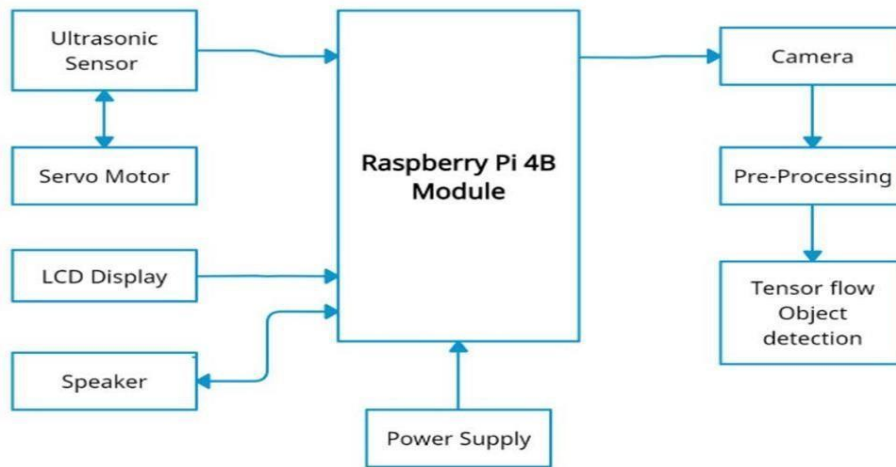 Ultrasonic
Sensor
Servo Motor
LCD Display
Speaker
Raspberry Pi 4B
Module
Power Supply
Camera
Pre-Processing
Tensor flow
Object
detection